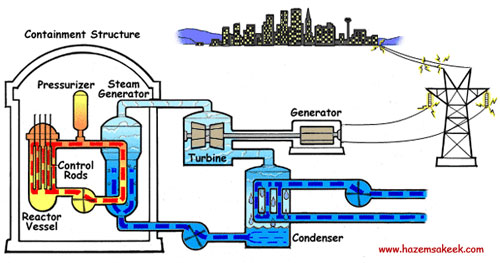 Containment Structure
Pressurizer
Steam
Generator
Control
Rods
Reactor
Vessel
Turbine
Generator
Condenser
www.hazemsakeek.com